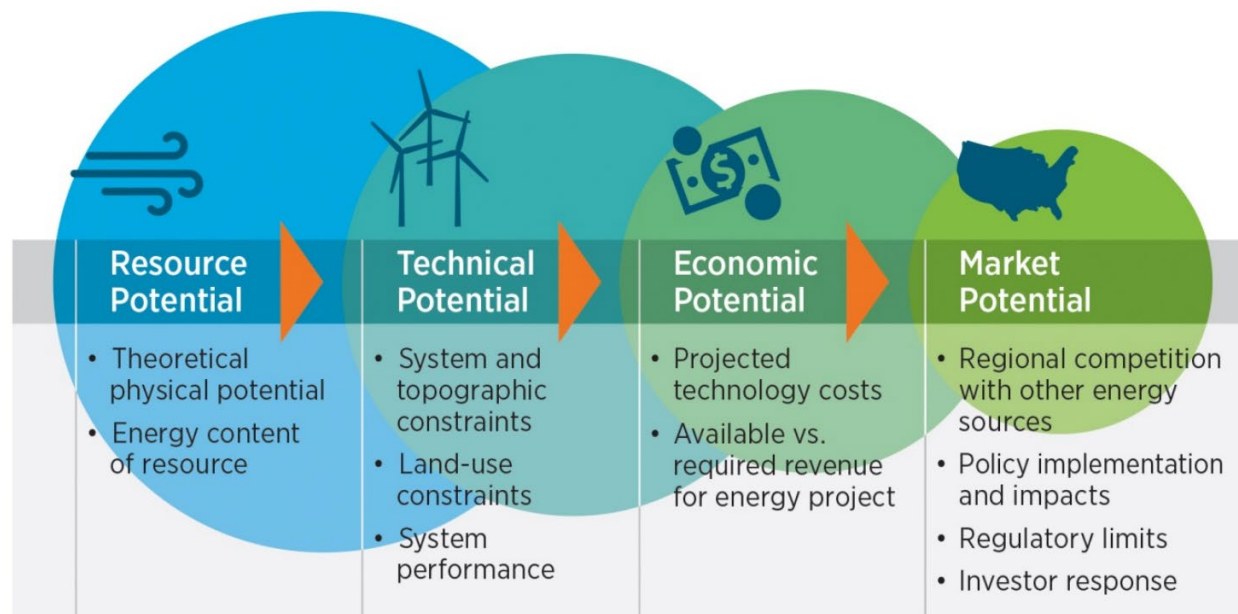 Resource
Potential
• Theoretical
physical potential
• Energy content
of resource
Technical
Potential
• System and
topographic
constraints
• Land-use
constraints
• System
performance
$
Economic
Potential
• Projected
technology costs
• Available vs.
required revenue
for energy project
Market
Potential
• Regional competition
with other energy
sources
• Policy implementation
and impacts
• Regulatory limits
• Investor response